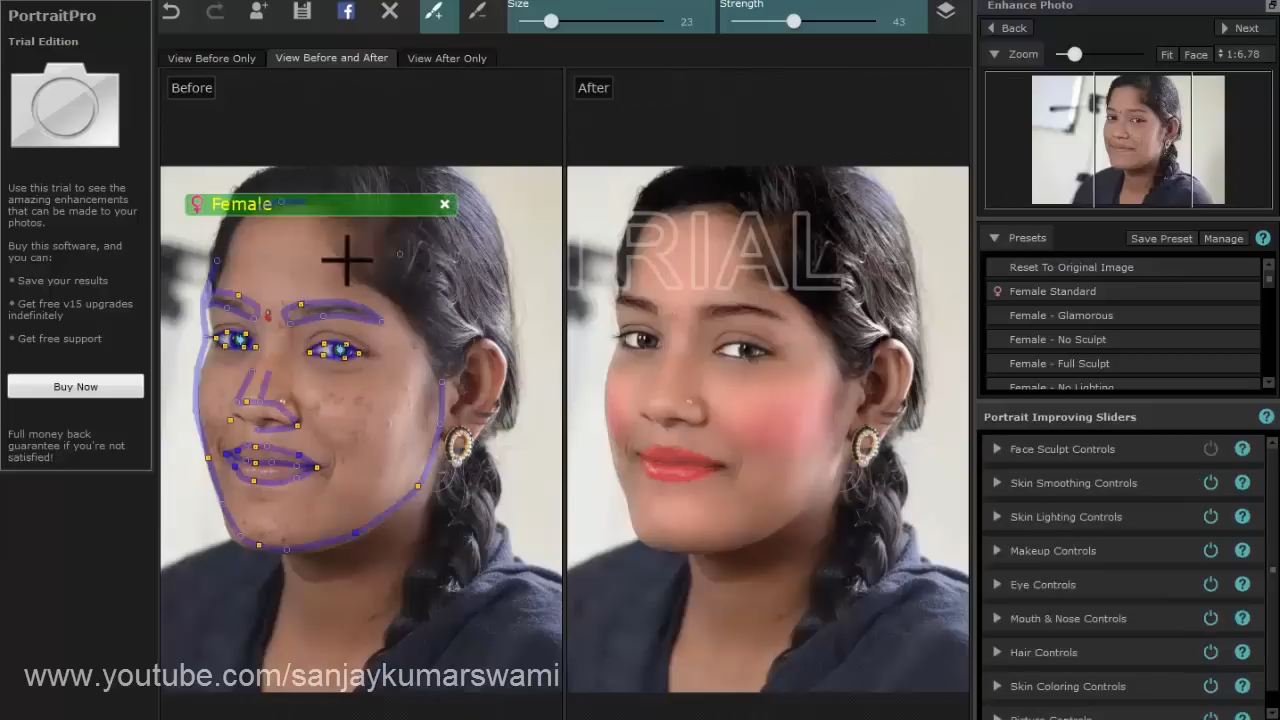 PortraitPro
Trial Edition
Use this trial to see the
amazing enhancements
that can be made to your
photos.
Buy this software, and
you can:
• Save your results
• Get free v15 upgrades
indefinitely
• Get free support
Buy Now
Full money back
guarantee if you're not
satisfied!
Size
23
Strength
43
View Before Only
View Before and After
View After Only
Before
After
Female
TRIAL
Enhance Photo
Back
Next
Zoom
Fit
Face
1:6.78
Presets
Save Preset
Manage
Reset To Original Image
Female Standard
Female - Glamorous
Female - No Sculpt
Female - Full Sculpt
Female - No Lighting
Portrait Improving Sliders
Face Sculpt Controls
Skin Smoothing Controls
Skin Lighting Controls
Makeup Controls
Eye Controls
Mouth & Nose Controls
Hair Controls
Skin Coloring Controls
Picture Controls
www.youtube.com/sanjaykumarswami